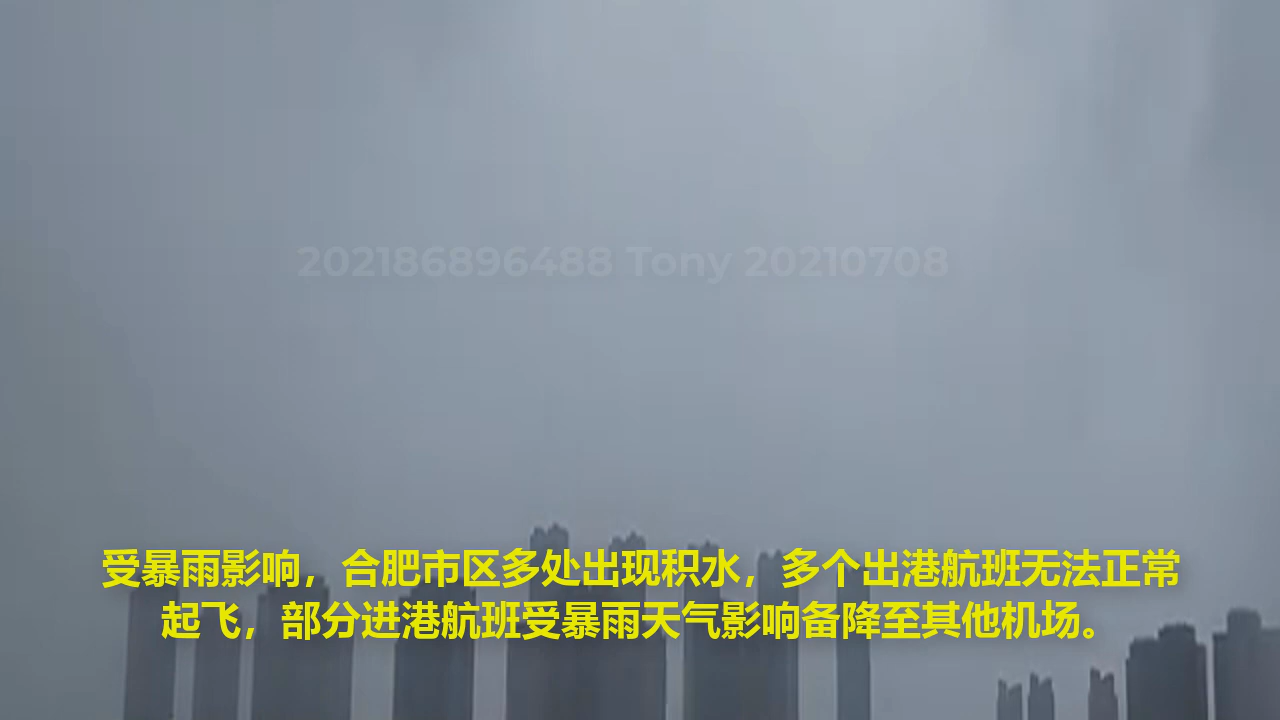 202186896488 Tony 20210708
受暴雨影响，合肥市区多处出现积水，多个出港航班无法正常
起飞，部分进港航班受暴雨天气影响备降至其他机场。